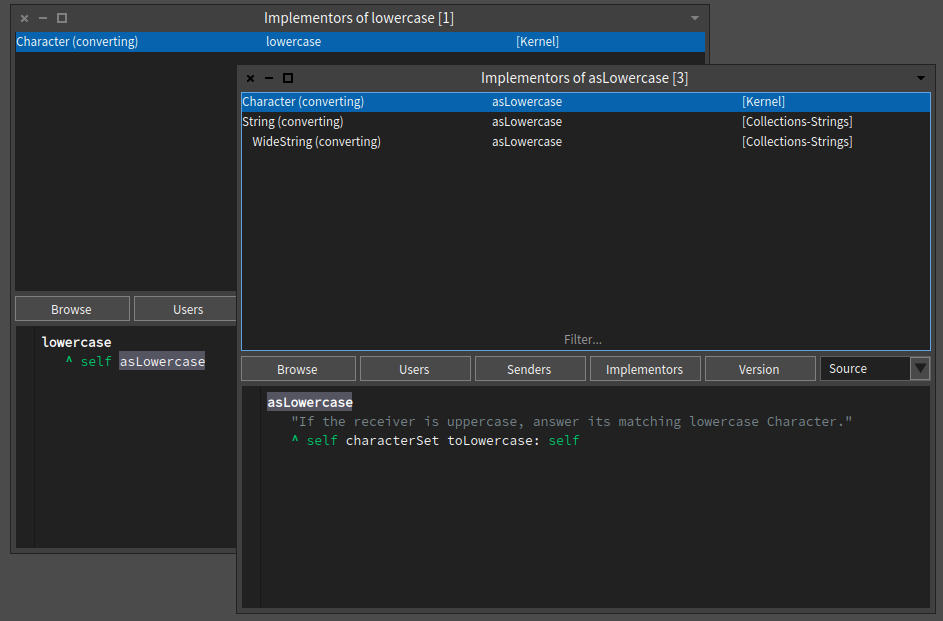 Implementors of lowercase [1]
Character (converting) lowercase [Kernel]
Browse Users
lowercase
^ self asLowercase
Implementors of asLowercase [3]
Character (converting) asLowercase [Kernel]
String (converting) asLowercase [Collections-Strings]
WideString (converting) asLowercase [Collections-Strings]
Filter...
Browse Users Senders Implementors Version Source
asLowercase
"If the receiver is uppercase, answer its matching lowercase Character."
^ self characterSet toLowercase: self